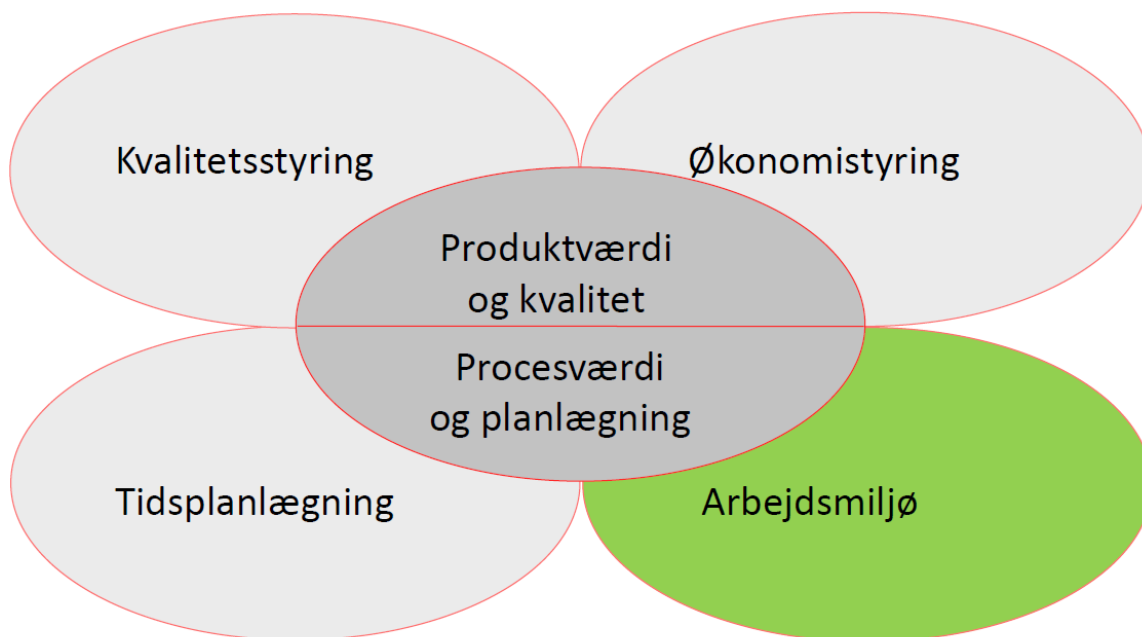 Kvalitetsstyring
Økonomistyring
Produktværdi
og kvalitet
Procesværdi
og planlægning
Tidsplanlægning
Arbejdsmiljø